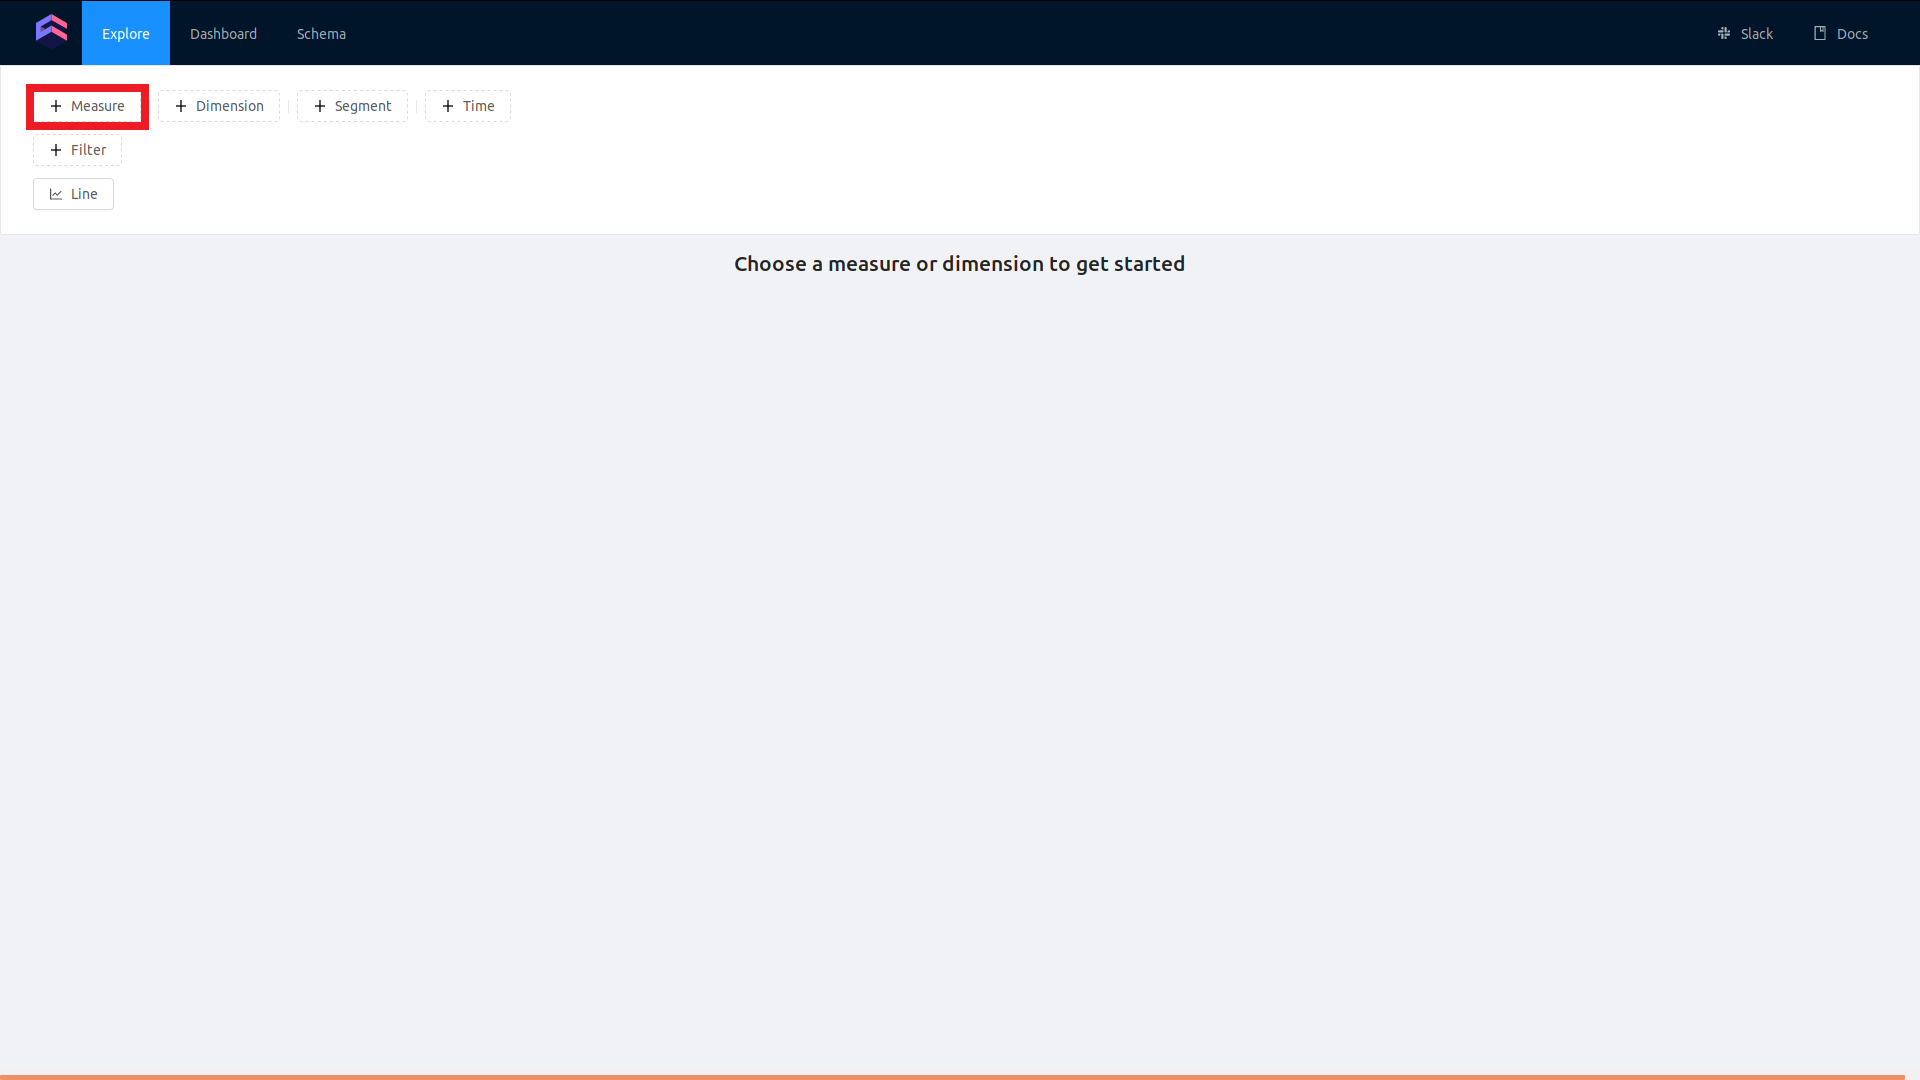 Explore Dashboard Schema Slack Docs
+ Measure + Dimension + Segment + Time
+ Filter
Line
Choose a measure or dimension to get started